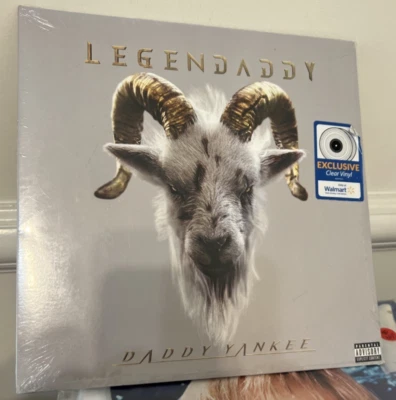 LEGENDADDY
EXCLUSIVE
Clear Vinyl
Walmart
DADDY YANKEE
PARENTAL
ADVISORY
EXPLICIT CONTENT